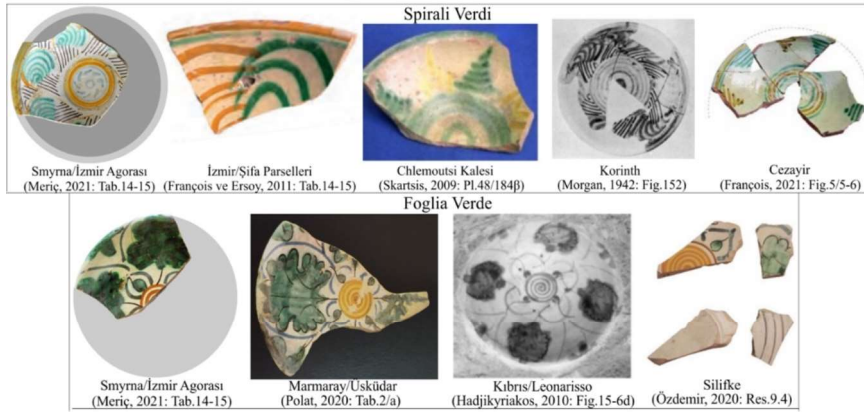 Spirali Verdi
Smyrna/İzmir Agorası
(Meriç, 2021: Tab.14-15)
İzmir/Şifa Parselleri
(François ve Ersoy, 2011: Tab.14-15)
Chlemoutsi Kalesi
(Skartsis, 2009: Pl.48/184β)
Korinth
(Morgan, 1942: Fig.152)
Cezayir
(François, 2021: Fig.5/5-6)
Foglia Verde
Smyrna/İzmir Agorası
(Meriç, 2021: Tab.14-15)
Marmaray/Üsküdar
(Polat, 2020: Tab.2/a)
Kıbrıs/Leonarisso
(Hadjikyriakos, 2010: Fig.15-6d)
Silifke
(Özdemir, 2020: Res.9.4)